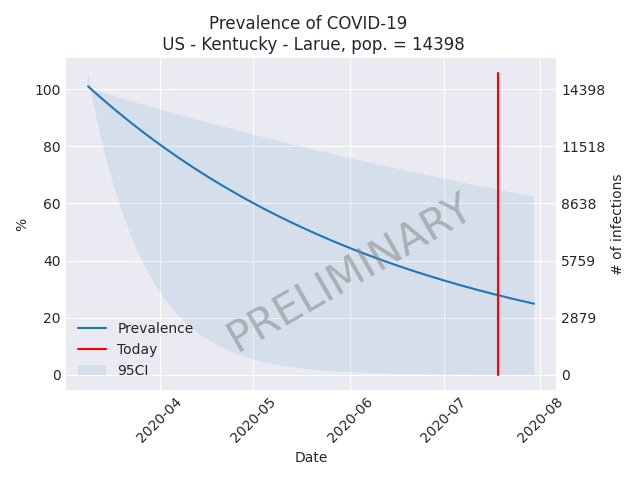 Prevalence of COVID-19
US - Kentucky - Larue, pop. = 14398
100
80
60
40
20
0
%
14398
11518
8638
5759
2879
0
# of infections
PRELIMINARY
Prevalence
Today
95CI
2020-04
2020-05
2020-06
2020-07
2020-08
Date